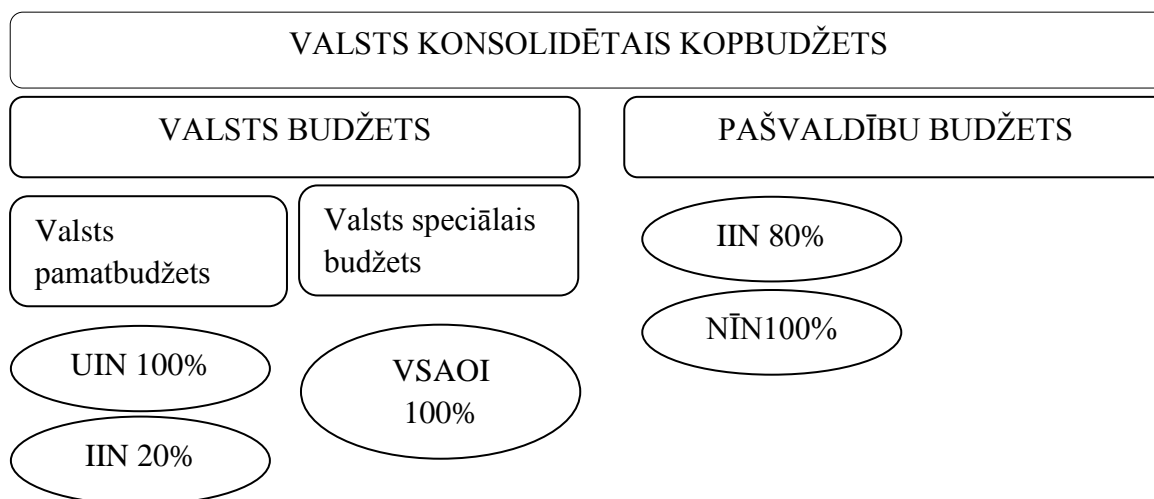 VALSTS KONSOLIDĒTAIS KOPBUDŽETS
VALSTS BUDŽETS
PAŠVALDĪBU BUDŽETS
Valsts
pamatbudžets
Valsts speciālais
budžets
IIN 80%
NĪN100%
UIN 100%
VSAOI
100%
IIN 20%